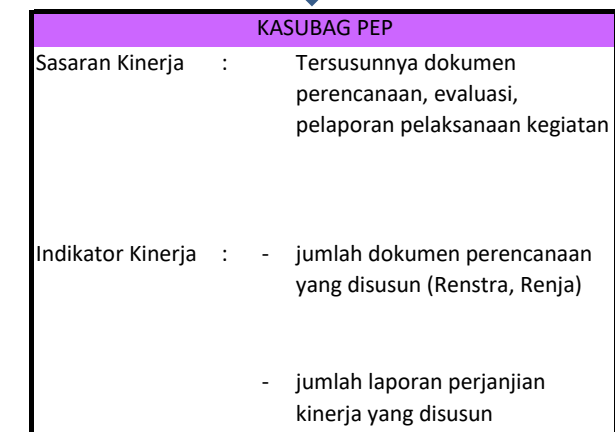 KASUBAG PEP
Sasaran Kinerja : Tersusunnya dokumen
perencanaan, evaluasi,
pelaporan pelaksanaan kegiatan
Indikator Kinerja : - jumlah dokumen perencanaan
yang disusun (Renstra, Renja)
- jumlah laporan perjanjian
kinerja yang disusun